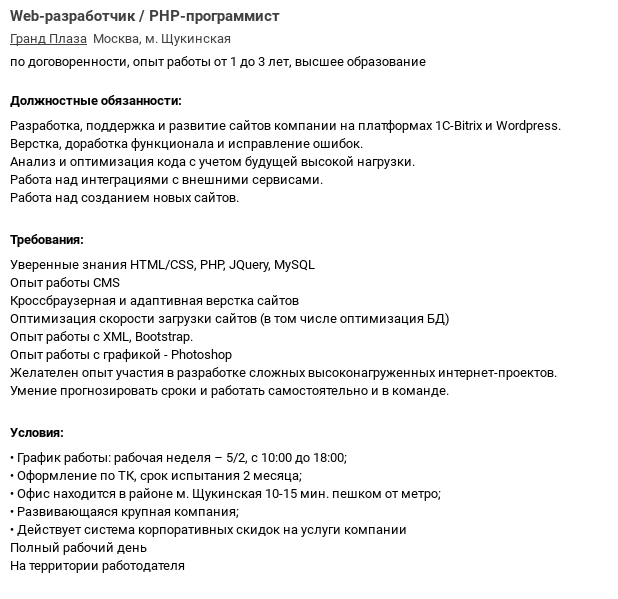 Web-разработчик / PHP-программист
Гранд Плаза Москва, м. Щукинская
по договоренности, опыт работы от 1 до 3 лет, высшее образование
Должностные обязанности:
Разработка, поддержка и развитие сайтов компании на платформах 1C-Bitrix и Wordpress.
Верстка, доработка функционала и исправление ошибок.
Анализ и оптимизация кода с учетом будущей высокой нагрузки.
Работа над интеграциями с внешними сервисами.
Работа над созданием новых сайтов.
Требования:
Уверенные знания HTML/CSS, PHP, JQuery, MySQL
Опыт работы CMS
Кроссбраузерная и адаптивная верстка сайтов
Оптимизация скорости загрузки сайтов (в том числе оптимизация БД)
Опыт работы с XML, Bootstrap.
Опыт работы с графикой - Photoshop
Желателен опыт участия в разработке сложных высоконагруженных интернет-проектов.
Умение прогнозировать сроки и работать самостоятельно и в команде.
Условия:
• График работы: рабочая неделя – 5/2, с 10:00 до 18:00;
• Оформление по ТК, срок испытания 2 месяца;
• Офис находится в районе м. Щукинская 10-15 мин. пешком от метро;
• Развивающаяся крупная компания;
• Действует система корпоративных скидок на услуги компании
Полный рабочий день
На территории работодателя